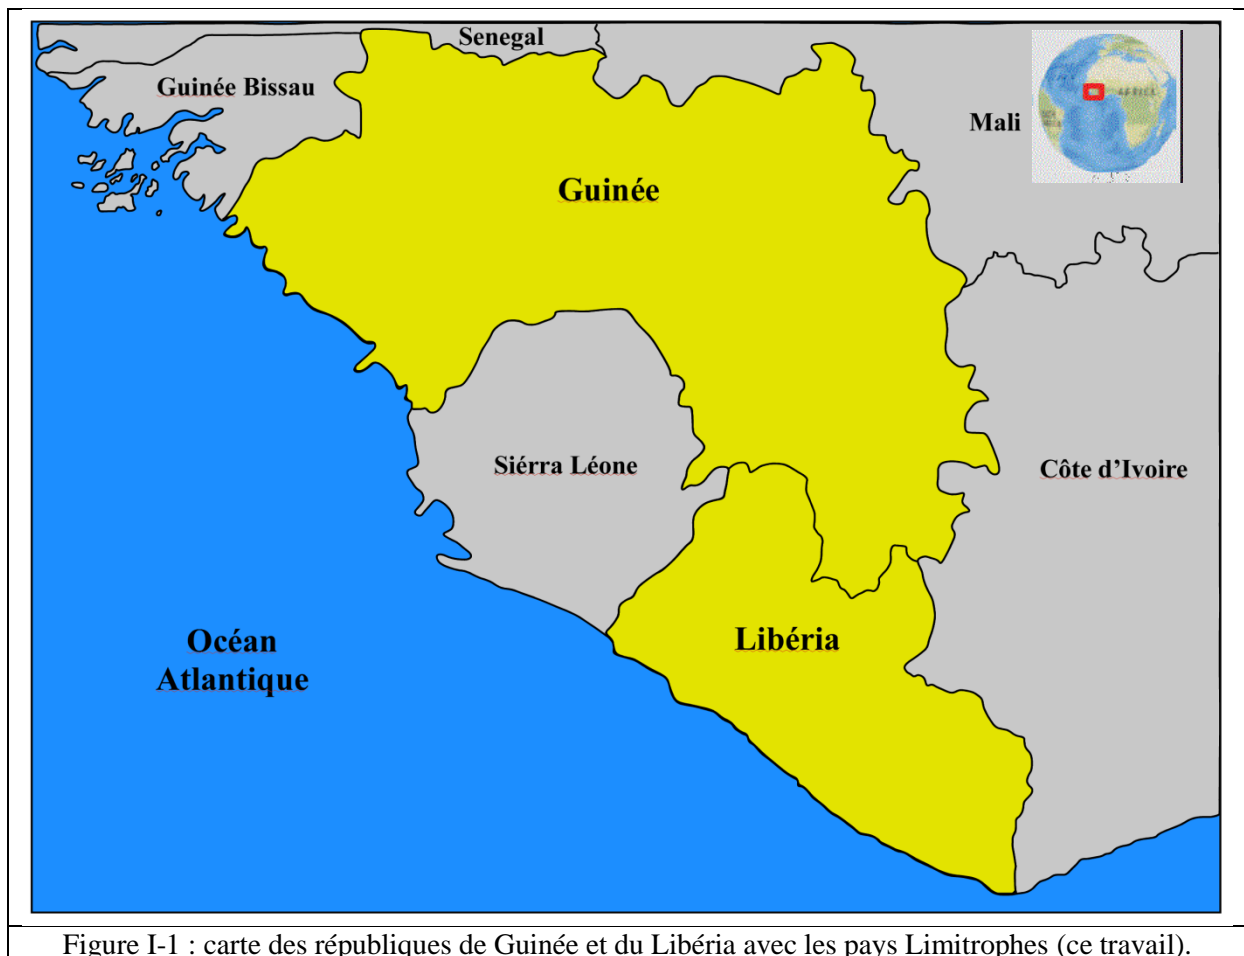 Senegal
Guinée Bissau
Mali
AFRICA
Guinée
Siérra Léone
Côte d’Ivoire
Océan
Atlantique
Libéria
Figure I-1 : carte des républiques de Guinée et du Libéria avec les pays Limitrophes (ce travail).